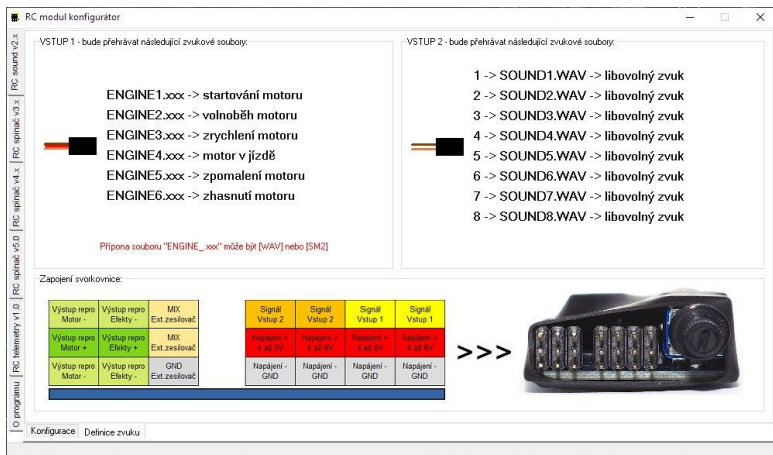 RC modul konfigurátor
RC sound v2.x
RC spínač v3.x
RC spínač v4.x
RC spínač v5.0
RC telemetry v1.0
O programu
VSTUP 1 - bude přehrávat následující zvukové soubory:
ENGINE1.xxx -> startování motoru
ENGINE2.xxx -> volnoběh motoru
ENGINE3.xxx -> zrychlení motoru
ENGINE4.xxx -> motor v jízdě
ENGINE5.xxx -> zpomalení motoru
ENGINE6.xxx -> zhasnutí motoru
Přípona souboru "ENGINE_.xxx" může být [WAV] nebo [SM2]
VSTUP 2 - bude přehrávat následující zvukové soubory:
1 -> SOUND1.WAV -> libovolný zvuk
2 -> SOUND2.WAV -> libovolný zvuk
3 -> SOUND3.WAV -> libovolný zvuk
4 -> SOUND4.WAV -> libovolný zvuk
5 -> SOUND5.WAV -> libovolný zvuk
6 -> SOUND6.WAV -> libovolný zvuk
7 -> SOUND7.WAV -> libovolný zvuk
8 -> SOUND8.WAV -> libovolný zvuk
Zapojení svorkovnice:
Výstup repro Motor - Výstup repro Efekty - MIX Ext.zesilovač Signál Vstup 2 Signál Vstup 2 Signál Vstup 1 Signál Vstup 1
Výstup repro Motor + Výstup repro Efekty + MIX Ext.zesilovač Napájení + 4 až 6V Napájení + 4 až 6V Napájení + 4 až 6V Napájení + 4 až 6V
Výstup repro Motor - Výstup repro Efekty - GND Ext.zesilovač Napájení - GND Napájení - GND Napájení - GND Napájení - GND
>>>
Konfigurace Definice zvuku